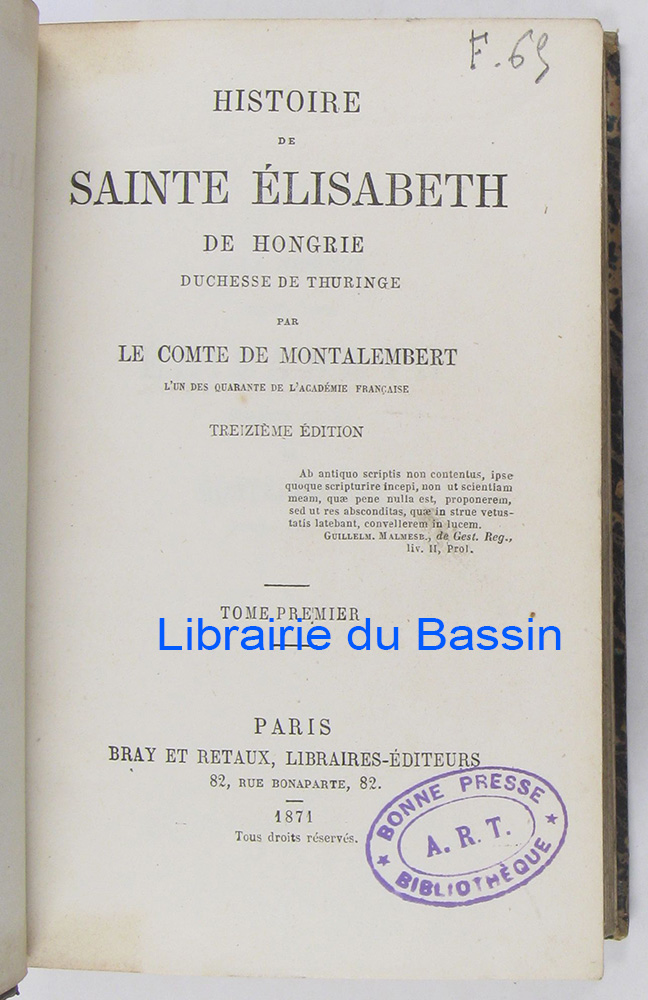 F. 69
HISTOIRE
DE
SAINTE ÉLISABETH
DE HONGRIE
DUCHESSE DE THURINGE
PAR
LE COMTE DE MONTALEMBERT
L'UN DES QUARANTE DE L'ACADÉMIE FRANÇAISE
TREIZIÈME ÉDITION
Ab antiquo scriptis non contentus, ipse
quoque scripturire incepi, non ut scientiam
meam, quæ pene nulla est, proponerem,
sed ut res absconditas, quæ in strue vetus-
tatis latebant, convellerem in lucem.
GUILLELM. MALMESB., de Gest. Reg.,
liv. II, Prol.
TOME PREMIER
Librairie du Bassin
PARIS
BRAY ET RETAUX, LIBRAIRES-ÉDITEURS
82, RUE BONAPARTE, 82.
1871
Tous droits réservés.
BONNE PRESSE
A. R. T.
BIBLIOTHÈQUE